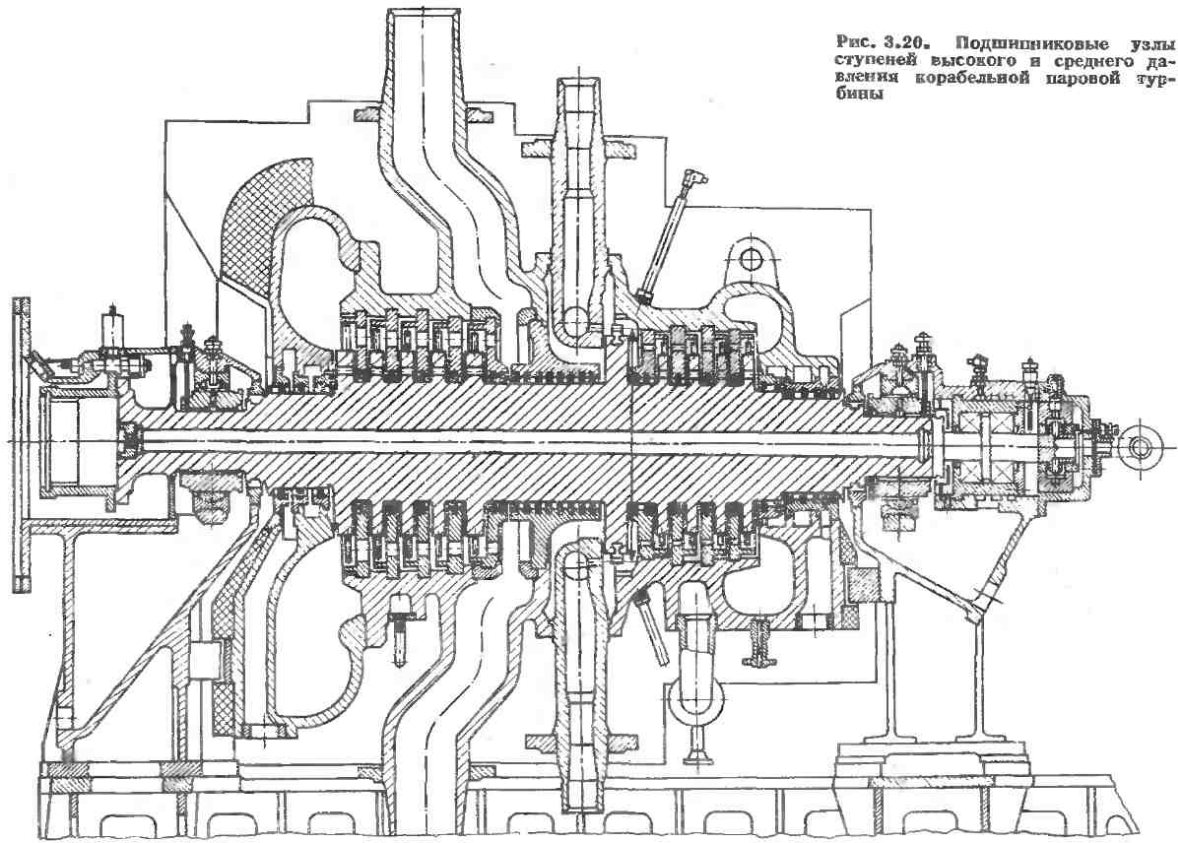 Рис. 3.20. Подшипниковые узлы
ступеней высокого и среднего да-
вления корабельной паровой тур-
бины